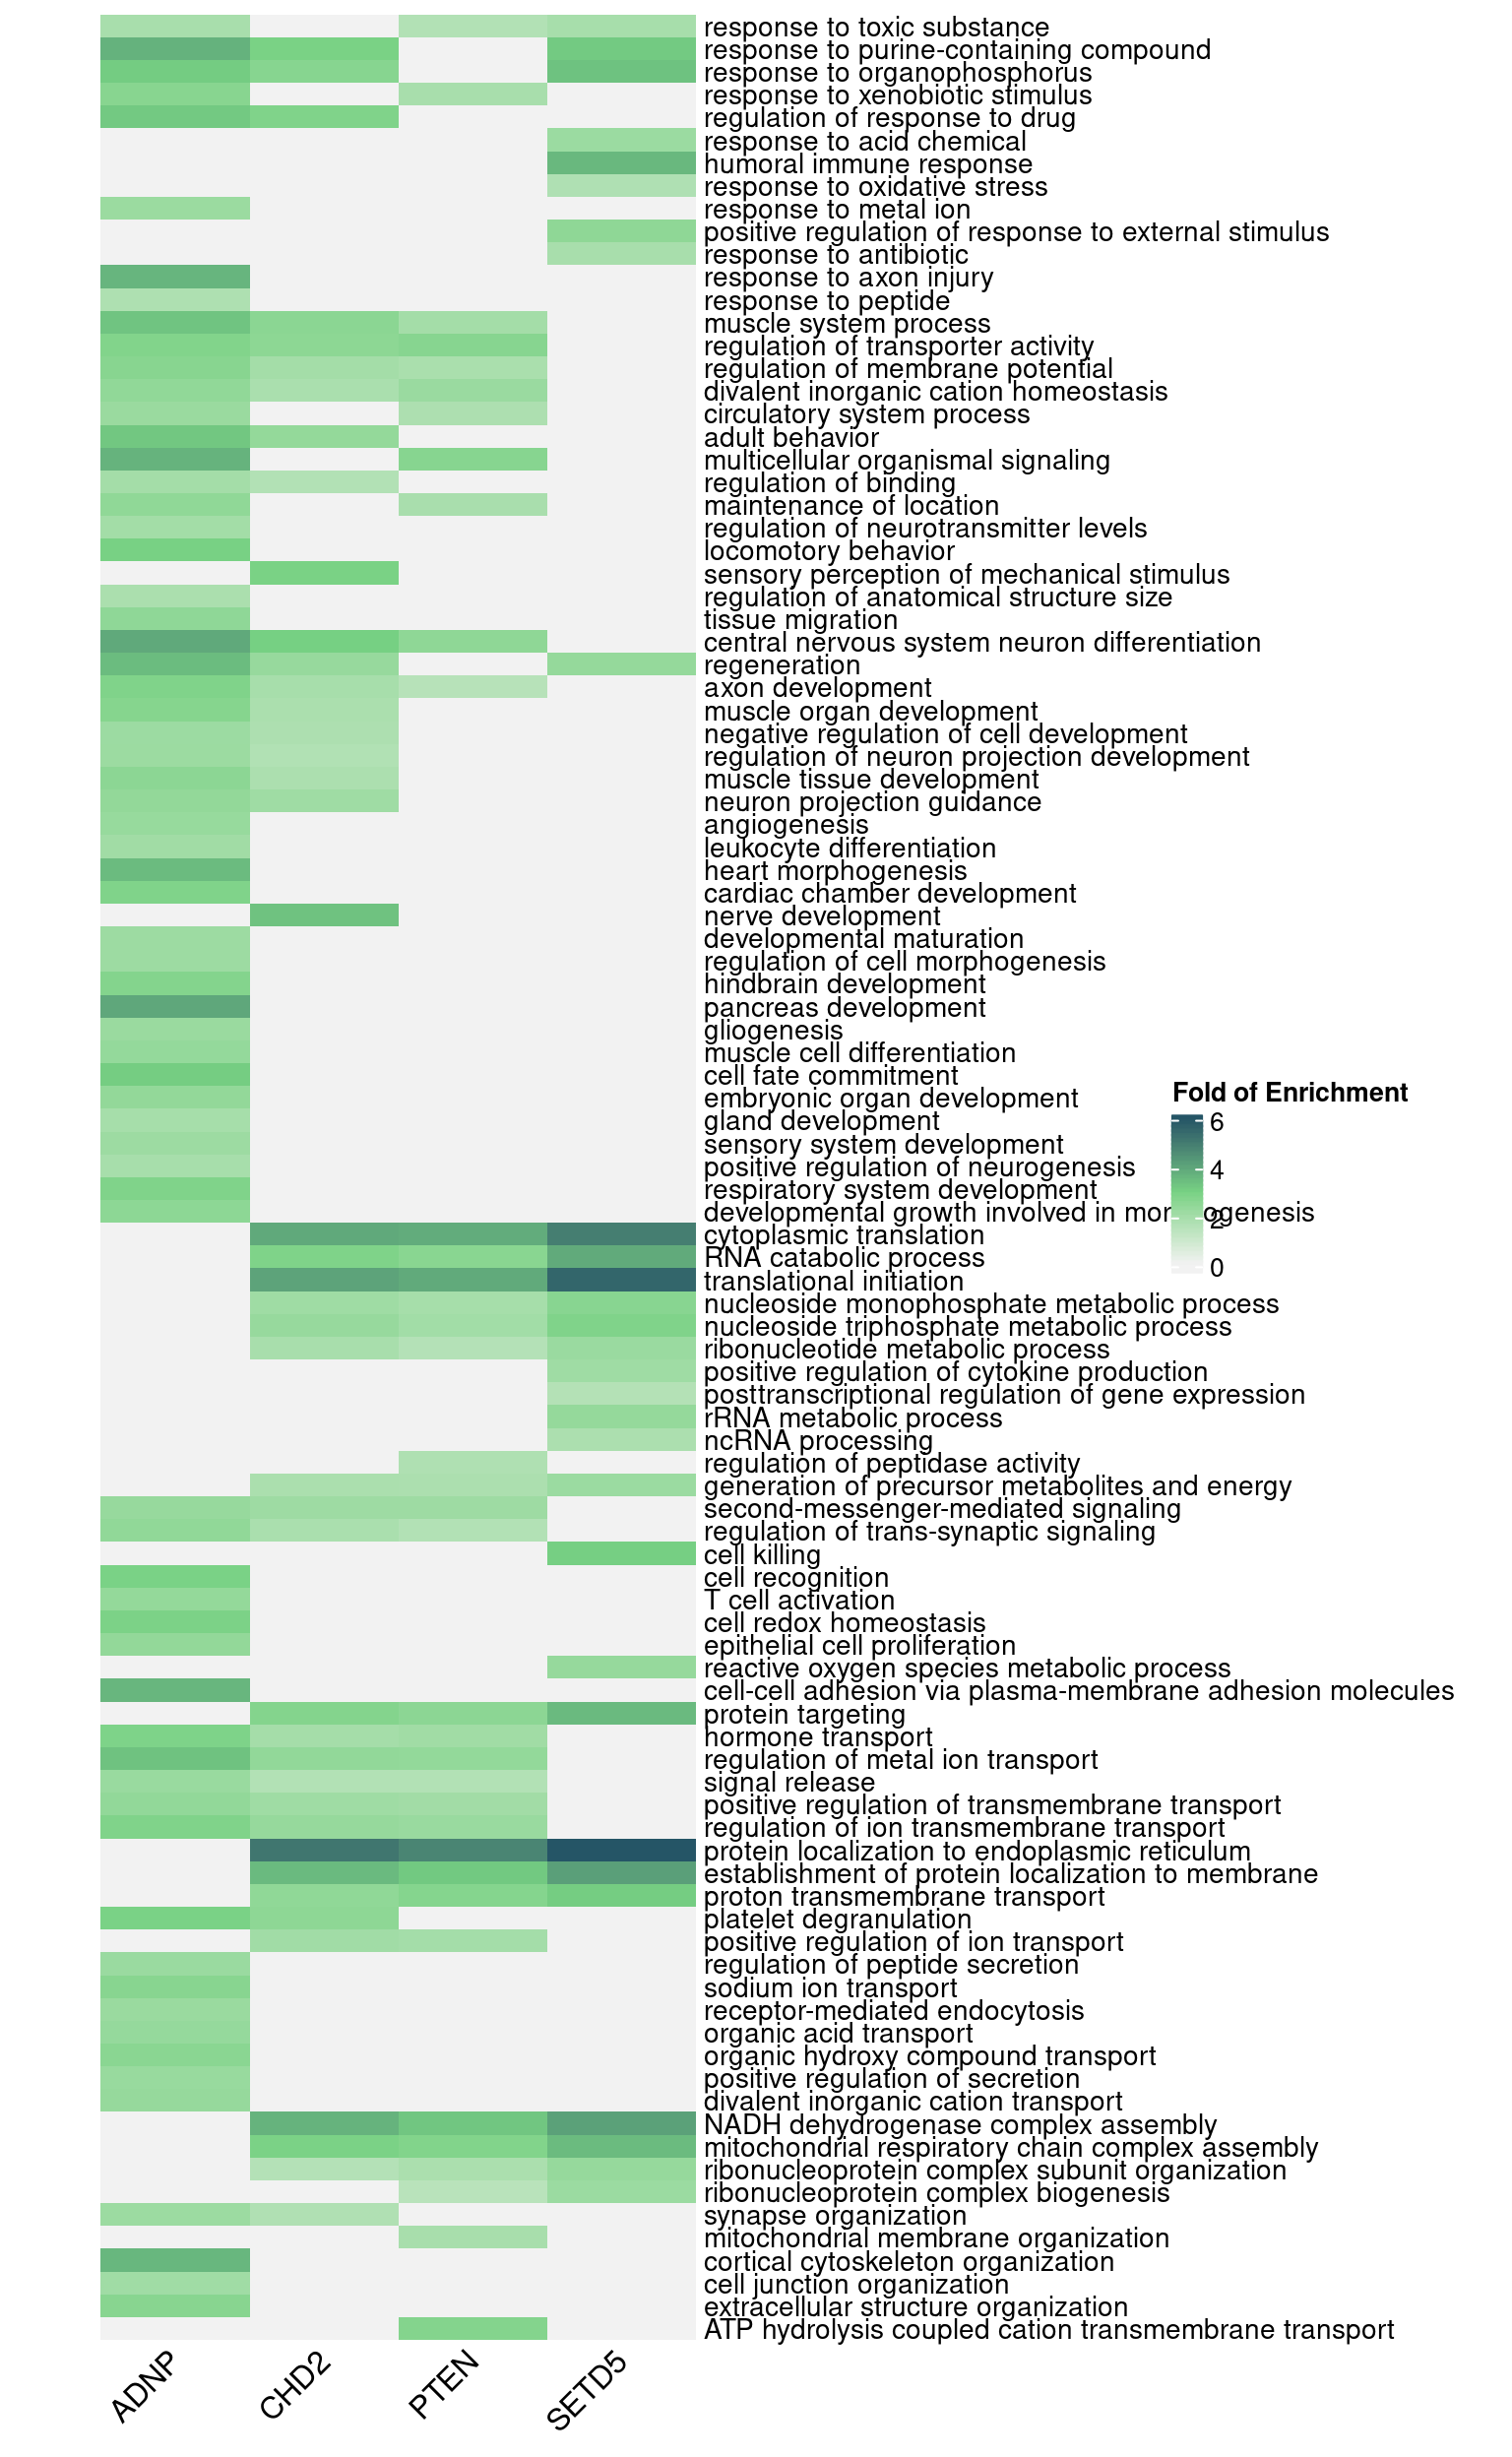 response to toxic substance
response to purine-containing compound
response to organophosphorus
response to xenobiotic stimulus
regulation of response to drug
response to acid chemical
humoral immune response
response to oxidative stress
response to metal ion
positive regulation of response to external stimulus
response to antibiotic
response to axon injury
response to peptide
muscle system process
regulation of transporter activity
regulation of membrane potential
divalent inorganic cation homeostasis
circulatory system process
adult behavior
multicellular organismal signaling
regulation of binding
maintenance of location
regulation of neurotransmitter levels
locomotory behavior
sensory perception of mechanical stimulus
regulation of anatomical structure size
tissue migration
central nervous system neuron differentiation
regeneration
axon development
muscle organ development
negative regulation of cell development
regulation of neuron projection development
muscle tissue development
neuron projection guidance
angiogenesis
leukocyte differentiation
heart morphogenesis
cardiac chamber development
nerve development
developmental maturation
regulation of cell morphogenesis
hindbrain development
pancreas development
gliogenesis
muscle cell differentiation
cell fate commitment
embryonic organ development
gland development
sensory system development
positive regulation of neurogenesis
respiratory system development
developmental growth involved in morphogenesis
cytoplasmic translation
RNA catabolic process
translational initiation
nucleoside monophosphate metabolic process
nucleoside triphosphate metabolic process
ribonucleotide metabolic process
positive regulation of cytokine production
posttranscriptional regulation of gene expression
rRNA metabolic process
ncRNA processing
regulation of peptidase activity
generation of precursor metabolites and energy
second-messenger-mediated signaling
regulation of trans-synaptic signaling
cell killing
cell recognition
T cell activation
cell redox homeostasis
epithelial cell proliferation
reactive oxygen species metabolic process
cell-cell adhesion via plasma-membrane adhesion molecules
protein targeting
hormone transport
regulation of metal ion transport
signal release
positive regulation of transmembrane transport
regulation of ion transmembrane transport
protein localization to endoplasmic reticulum
establishment of protein localization to membrane
proton transmembrane transport
platelet degranulation
positive regulation of ion transport
regulation of peptide secretion
sodium ion transport
receptor-mediated endocytosis
organic acid transport
organic hydroxy compound transport
positive regulation of secretion
divalent inorganic cation transport
NADH dehydrogenase complex assembly
mitochondrial respiratory chain complex assembly
ribonucleoprotein complex subunit organization
ribonucleoprotein complex biogenesis
synapse organization
mitochondrial membrane organization
cortical cytoskeleton organization
cell junction organization
extracellular structure organization
ATP hydrolysis coupled cation transmembrane transport
ADNP
CHD2
PTEN
SETD5
Fold of Enrichment
6
4
2
0